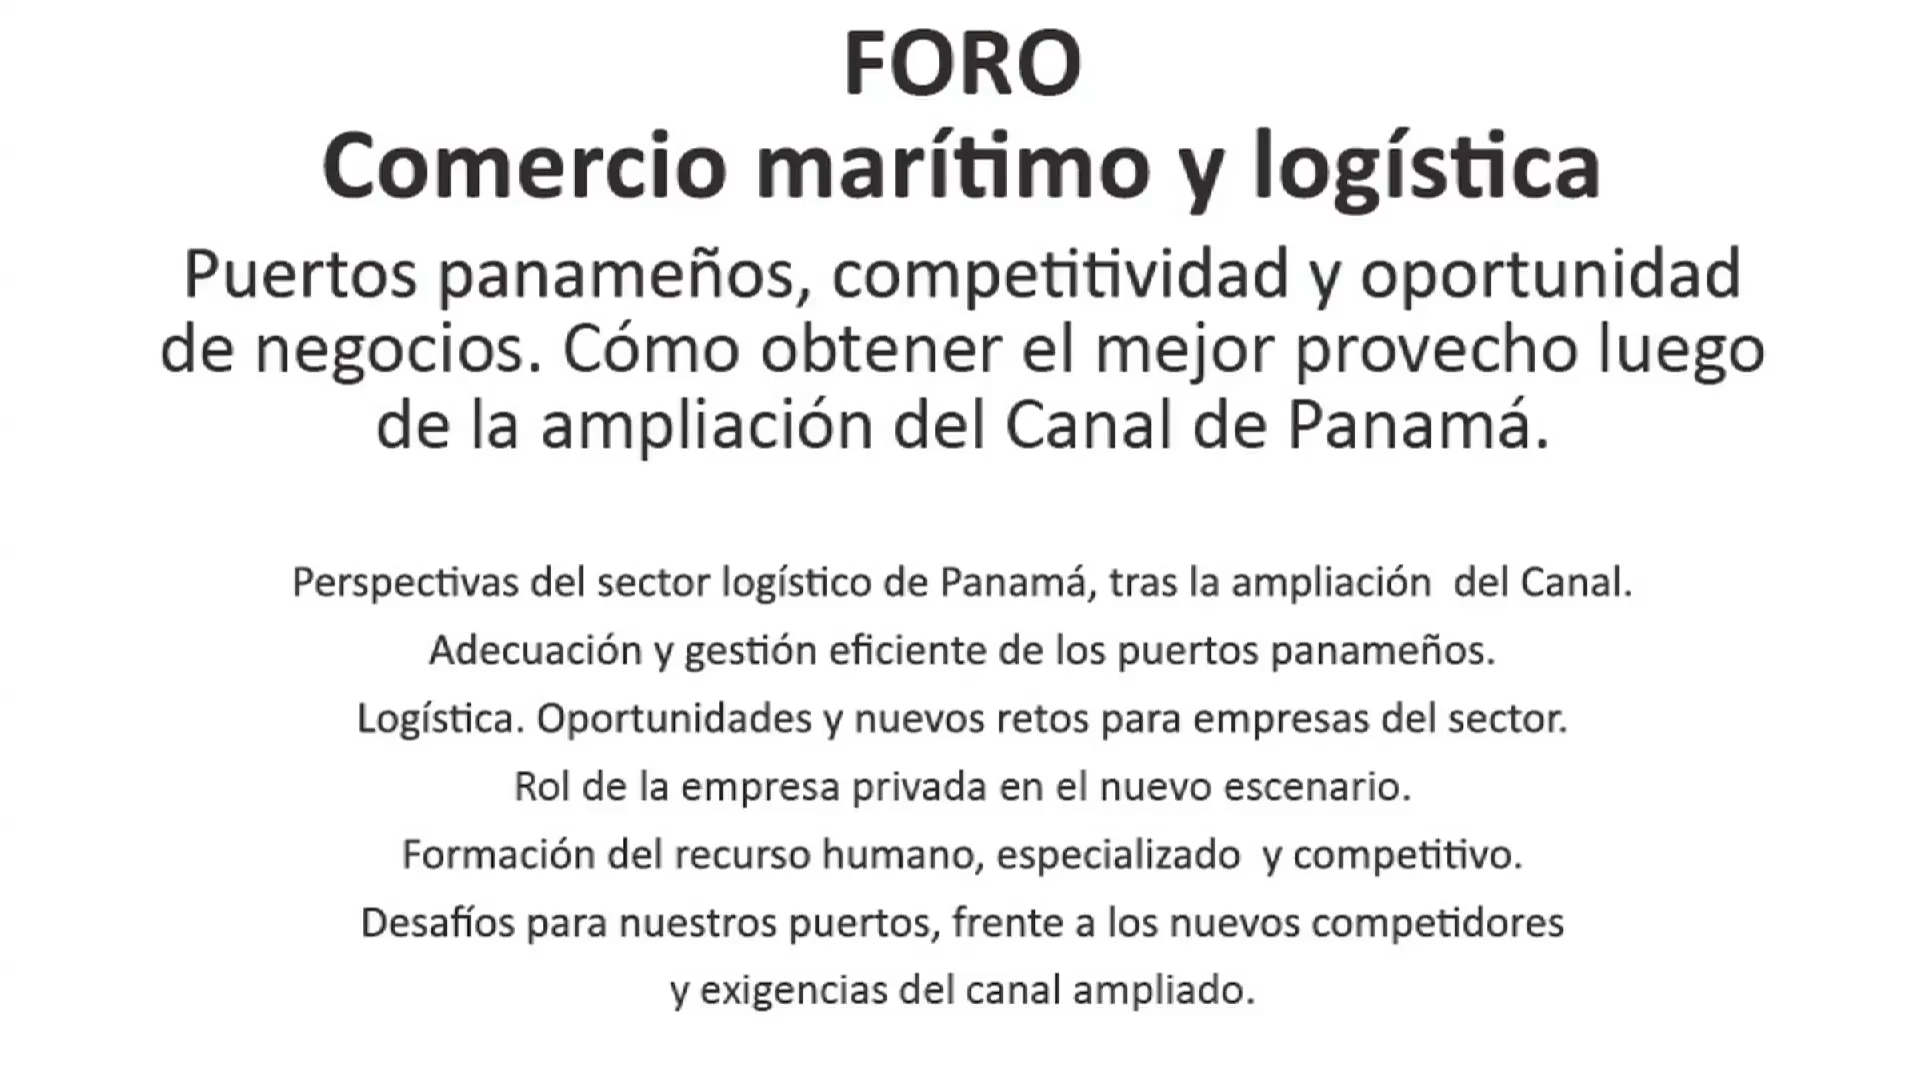 FORO
Comercio marítimo y logística
Puertos panameños, competitividad y oportunidad
de negocios. Cómo obtener el mejor provecho luego
de la ampliación del Canal de Panamá.
Perspectivas del sector logístico de Panamá, tras la ampliación  del Canal.
Adecuación y gestión eficiente de los puertos panameños.
Logística. Oportunidades y nuevos retos para empresas del sector.
Rol de la empresa privada en el nuevo escenario.
Formación del recurso humano, especializado  y competitivo.
Desafíos para nuestros puertos, frente a los nuevos competidores
y exigencias del canal ampliado.